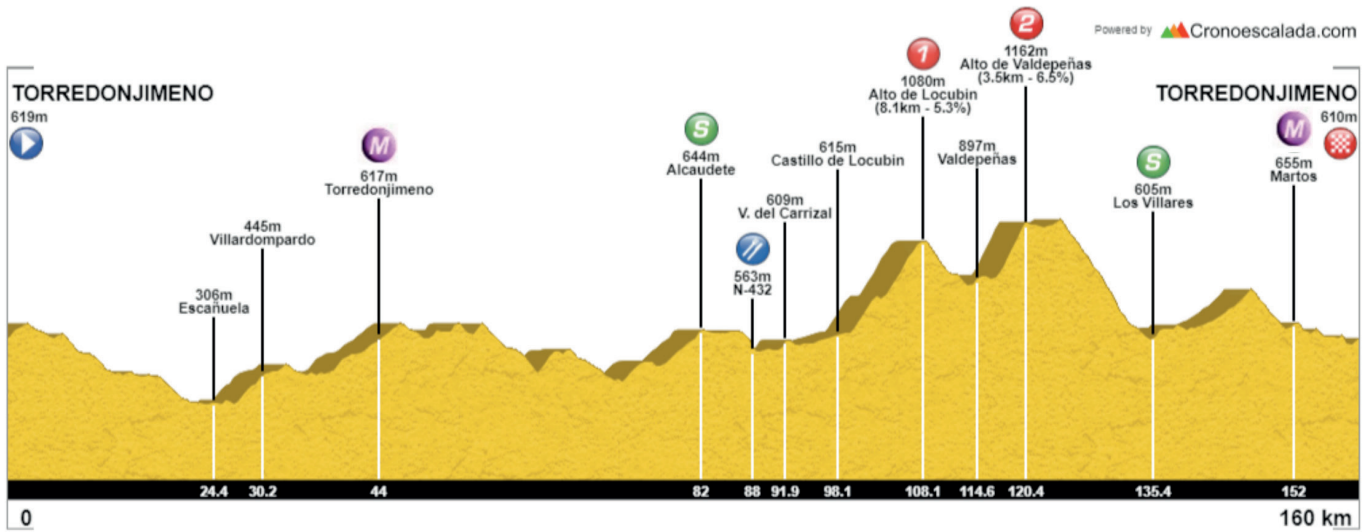 Powered by Cronoescalada.com
TORREDONJIMENO
619m
306m
Escañuela
445m
Villardompardo
M
617m
Torredonjimeno
S
644m
Alcaudete
563m
N-432
609m
V. del Carrizal
615m
Castillo de Locubin
1
1080m
Alto de Locubin
(8.1km - 5.3%)
897m
Valdepeñas
2
1162m
Alto de Valdepeñas
(3.5km - 6.5%)
S
605m
Los Villares
TORREDONJIMENO
610m
M
655m
Martos
24.4 30.2 44 82 88 91.9 98.1 108.1 114.6 120.4 135.4 152
0 160 km